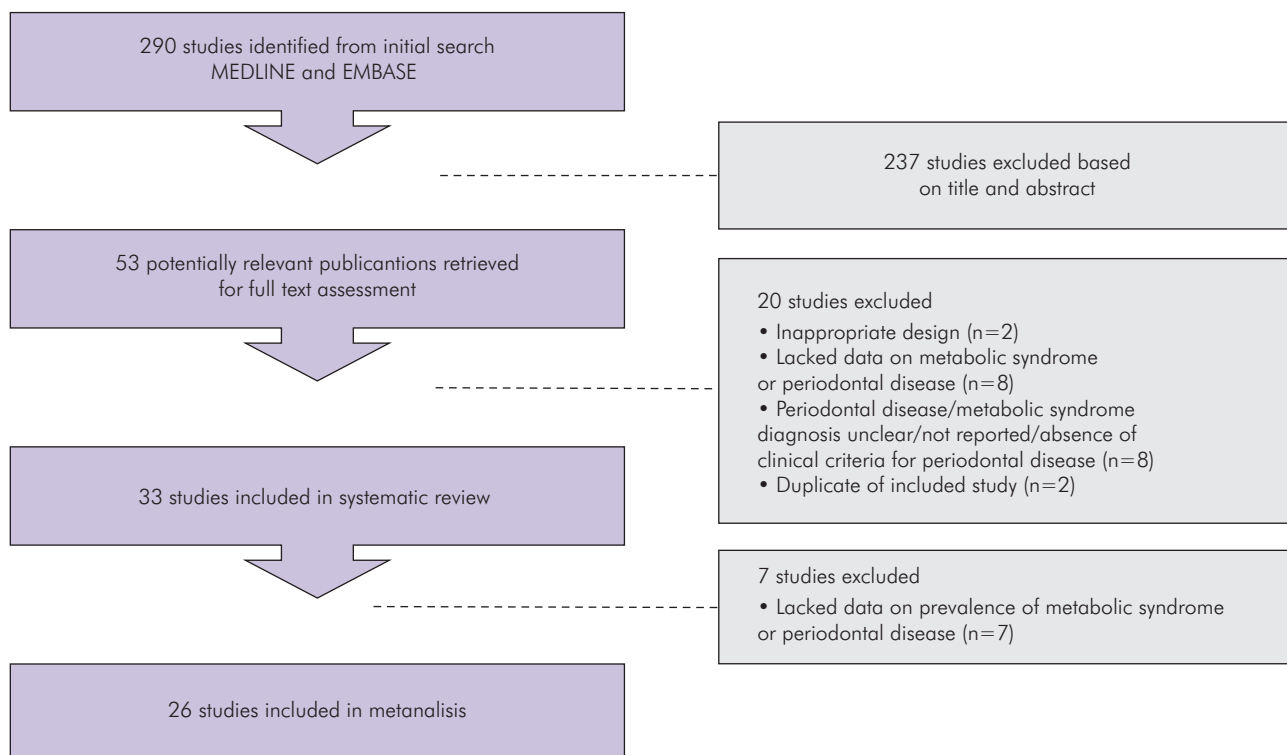 290 studies identified from initial search
MEDLINE and EMBASE
237 studies excluded based
on title and abstract
53 potentially relevant publicantions retrieved
for full text assessment
20 studies excluded
• Inappropriate design (n=2)
• Lacked data on metabolic syndrome
or periodontal disease (n=8)
• Periodontal disease/metabolic syndrome
diagnosis unclear/not reported/absence of
clinical criteria for periodontal disease (n=8)
• Duplicate of included study (n=2)
33 studies included in systematic review
7 studies excluded
• Lacked data on prevalence of metabolic syndrome
or periodontal disease (n=7)
26 studies included in metanalisis